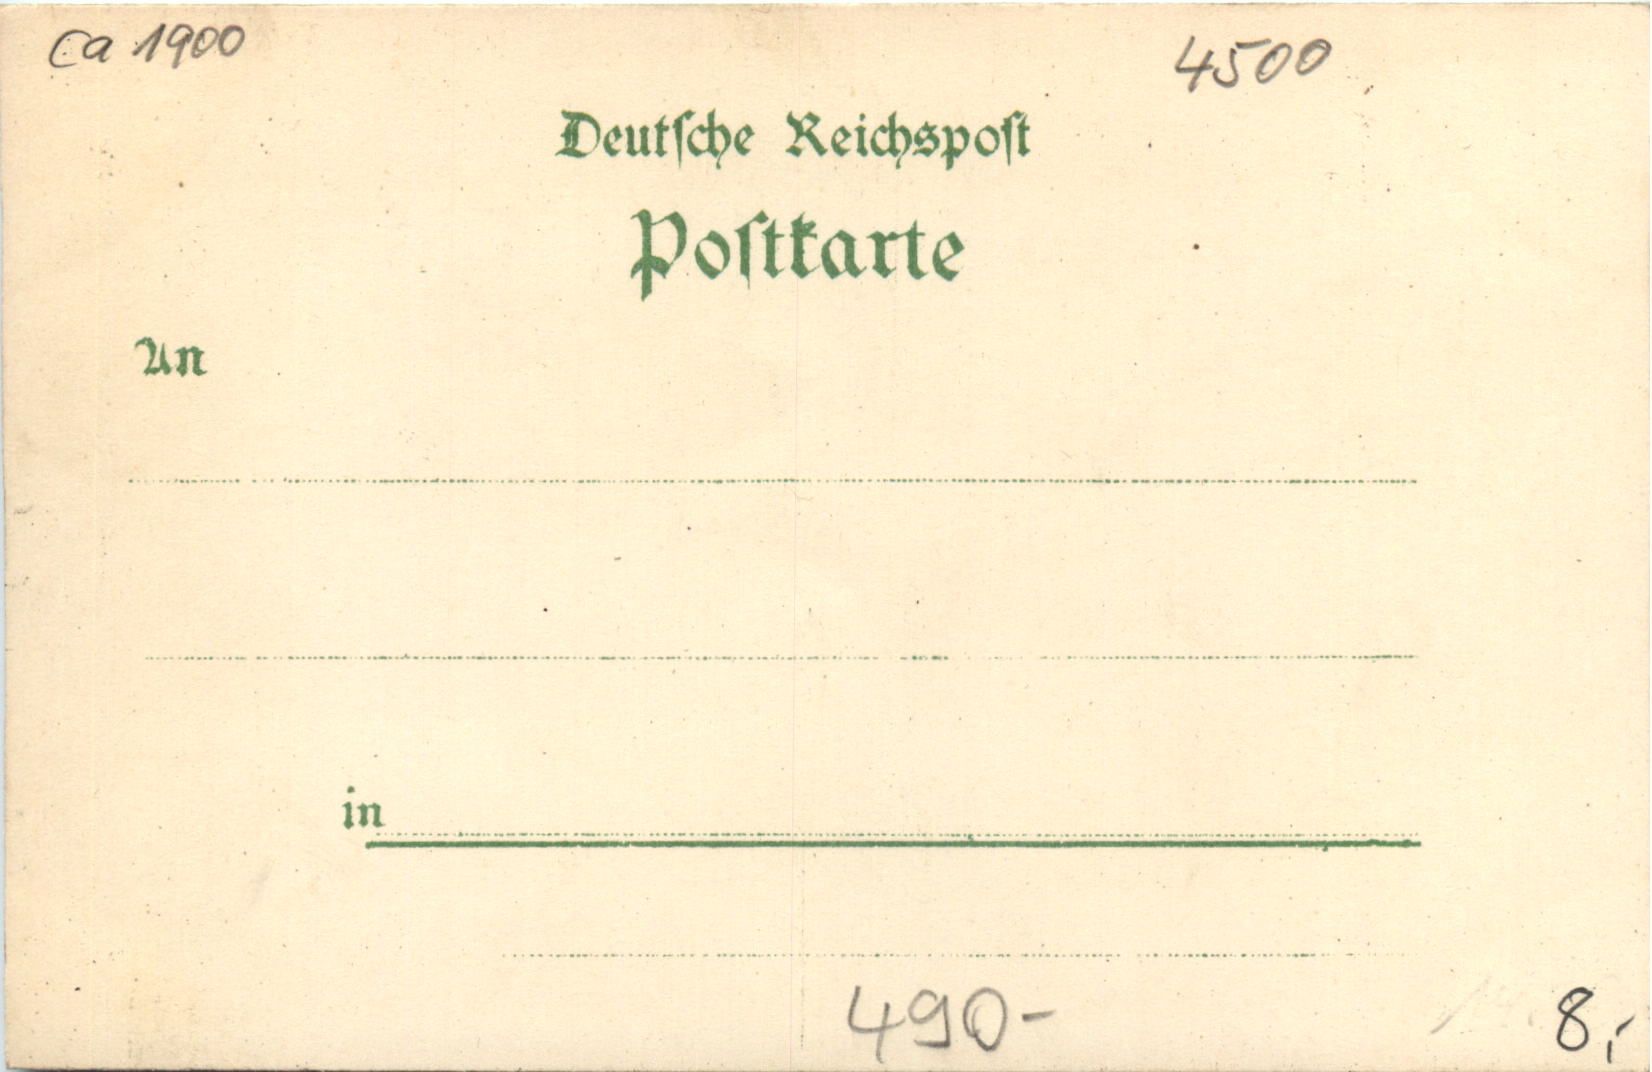 ca 1900
4500
Deutſche Reichspoſt
Poſtkarte
An
in
490-
8,-